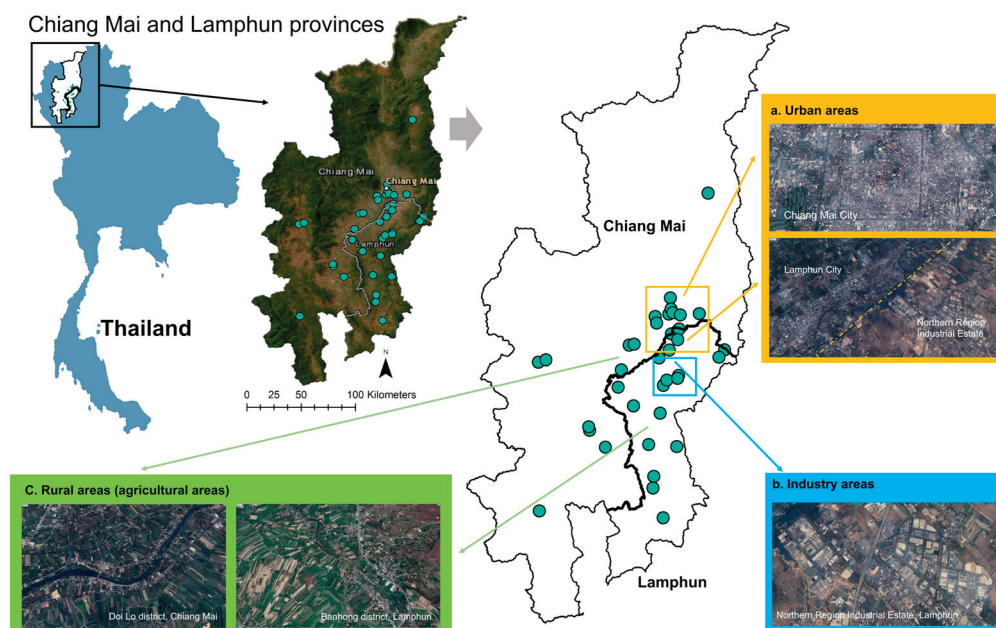 Chiang Mai and Lamphun provinces
Thailand
Chiang Mai
Chiang Mai
Lamphun
N
0 25 50 100 Kilometers
Chiang Mai
Lamphun
a. Urban areas
Chiang Mai City
Lamphun City
Northern Region
Industrial Estate
b. Industry areas
Northern Region Industrial Estate, Lamphun
C. Rural areas (agricultural areas)
Doi Lo district, Chiang Mai
Banhong district, Lamphun